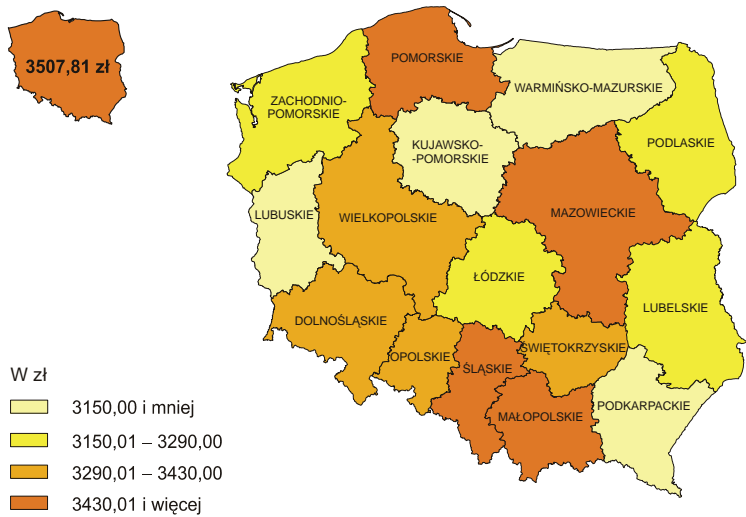 3507,81 zł
POMORSKIE
WARMIŃSKO-MAZURSKIE
ZACHODNIO-
POMORSKIE
KUJAWSKO-
-POMORSKIE
PODLASKIE
LUBUSKIE
WIELKOPOLSKIE
MAZOWIECKIE
ŁÓDZKIE
LUBELSKIE
DOLNOŚLĄSKIE
OPOLSKIE
ŚWIĘTOKRZYSKIE
ŚLĄSKIE
MAŁOPOLSKIE
PODKARPACKIE
W zł
3150,00 i mniej
3150,01 – 3290,00
3290,01 – 3430,00
3430,01 i więcej